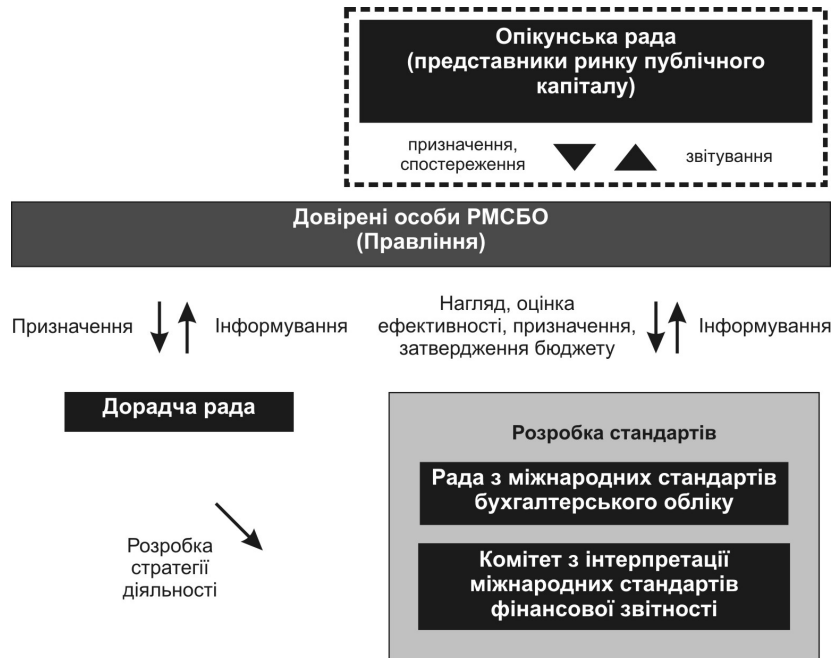 Опікунська рада
(представники ринку публічного
капіталу)
призначення,
спостереження
звітування
Довірені особи РМСБО
(Правління)
Призначення
Інформування
Нагляд, оцінка
ефективності, призначення,
затвердження бюджету
Інформування
Дорадча рада
Розробка
стратегії
діяльності
Розробка стандартів
Рада з міжнародних стандартів
бухгалтерського обліку
Комітет з інтерпретації
міжнародних стандартів
фінансової звітності